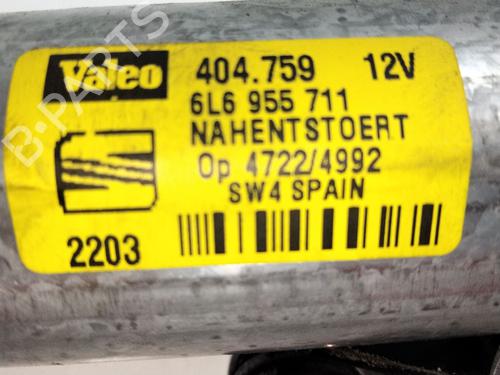 Valeo
404.759 12V
6L6 955 711
NAHENTSTOERT
Op 4722/4992
SW4 SPAIN
2203
B-PARTS